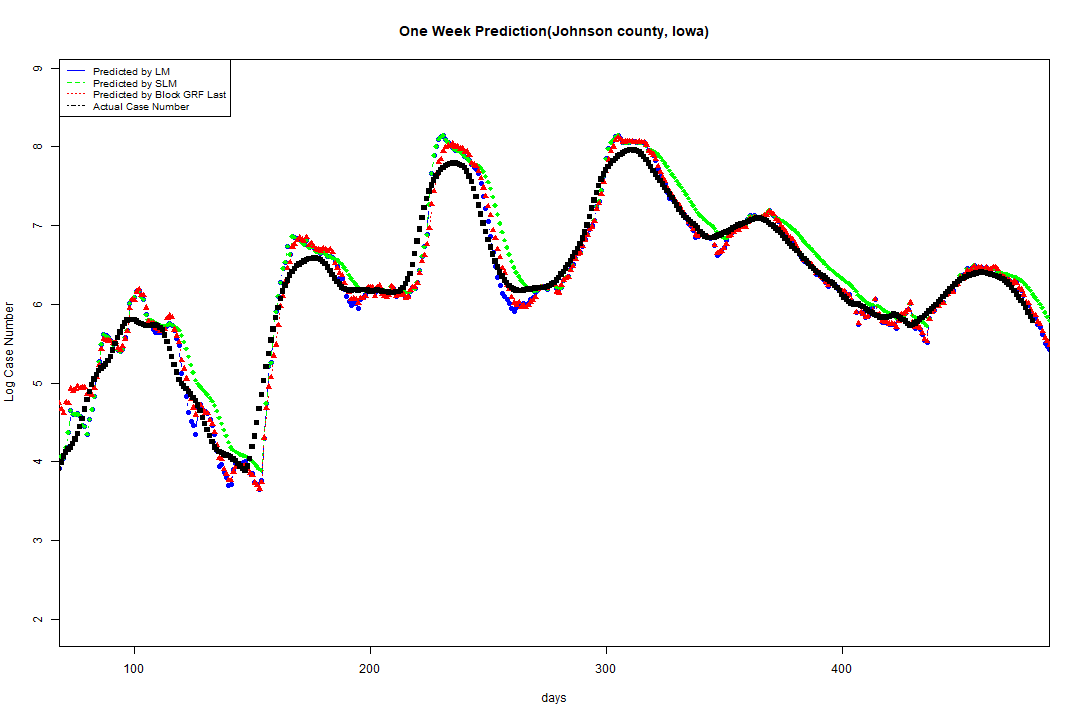 One Week Prediction(Johnson county, Iowa)
Predicted by LM
Predicted by SLM
Predicted by Block GRF Last
Actual Case Number
Log Case Number
9
8
7
6
5
4
3
2
100 200 300 400
days